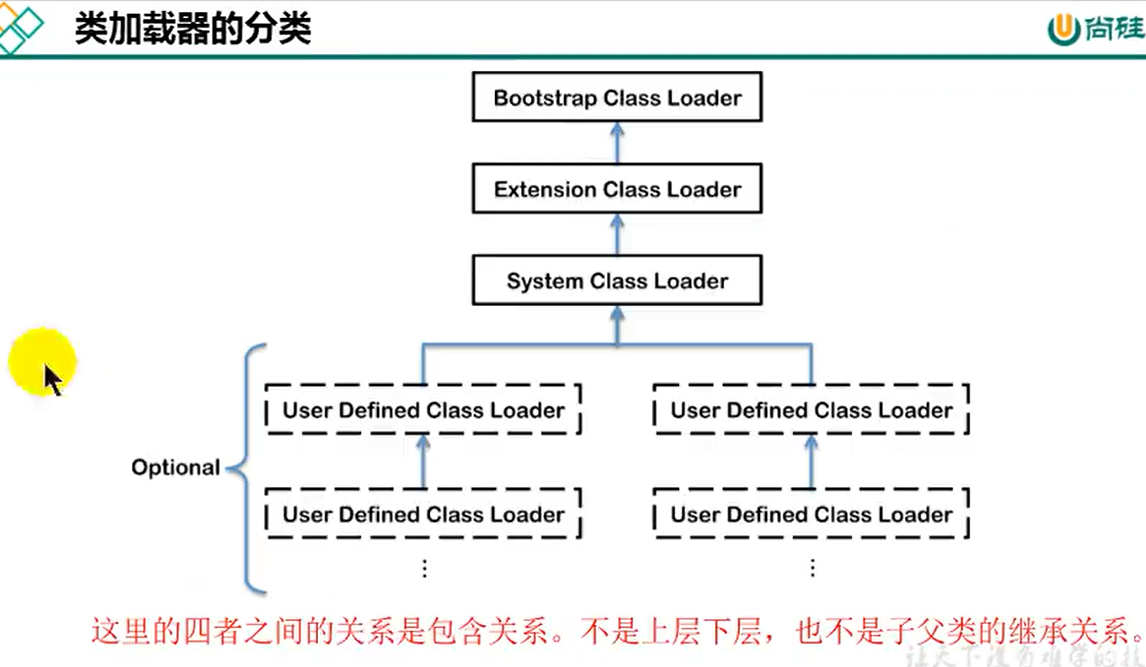 类加载器的分类
尚硅
Bootstrap Class Loader
Extension Class Loader
System Class Loader
User Defined Class Loader
User Defined Class Loader
Optional
User Defined Class Loader
User Defined Class Loader
⋮
⋮
这里的四者之间的关系是包含关系。不是上层下层，也不是子父类的继承关系。
让天下没有难学的技